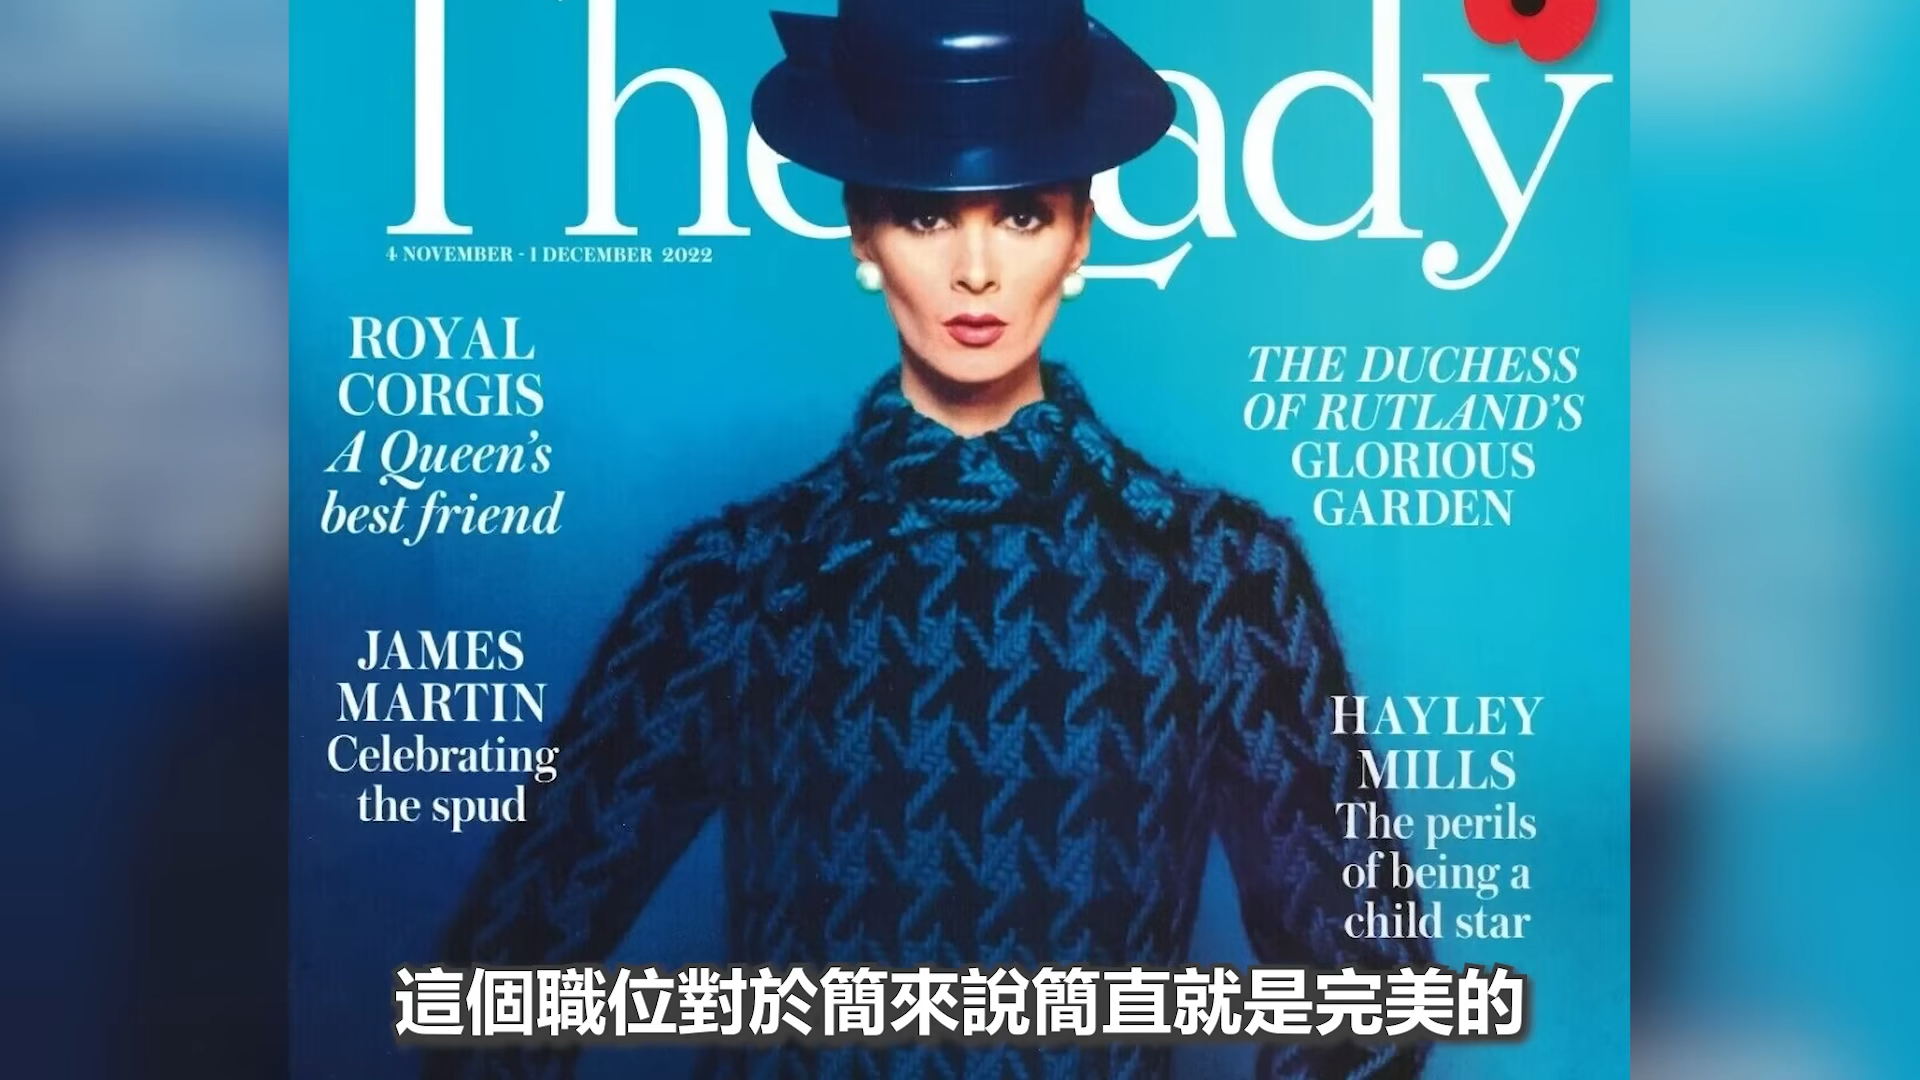 The Lady
4 NOVEMBER - 1 DECEMBER 2022
ROYAL
CORGIS
A Queen's
best friend
THE DUCHESS
OF RUTLAND'S
GLORIOUS
GARDEN
JAMES
MARTIN
Celebrating
the spud
HAYLEY
MILLS
The perils
of being a
child star
這個職位對於簡來說簡直就是完美的